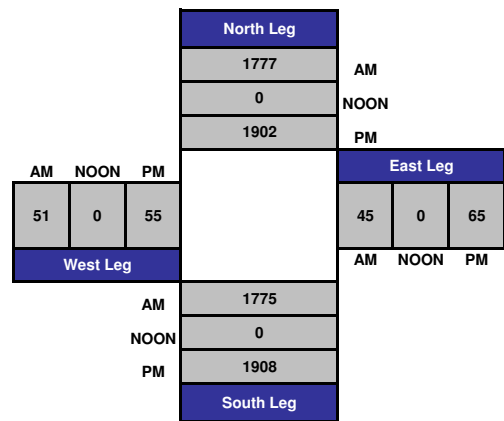 North Leg
1777 AM
0 NOON
1902 PM
AM NOON PM East Leg
51 0 55 45 0 65
West Leg AM NOON PM
AM 1775
NOON 0
PM 1908
South Leg